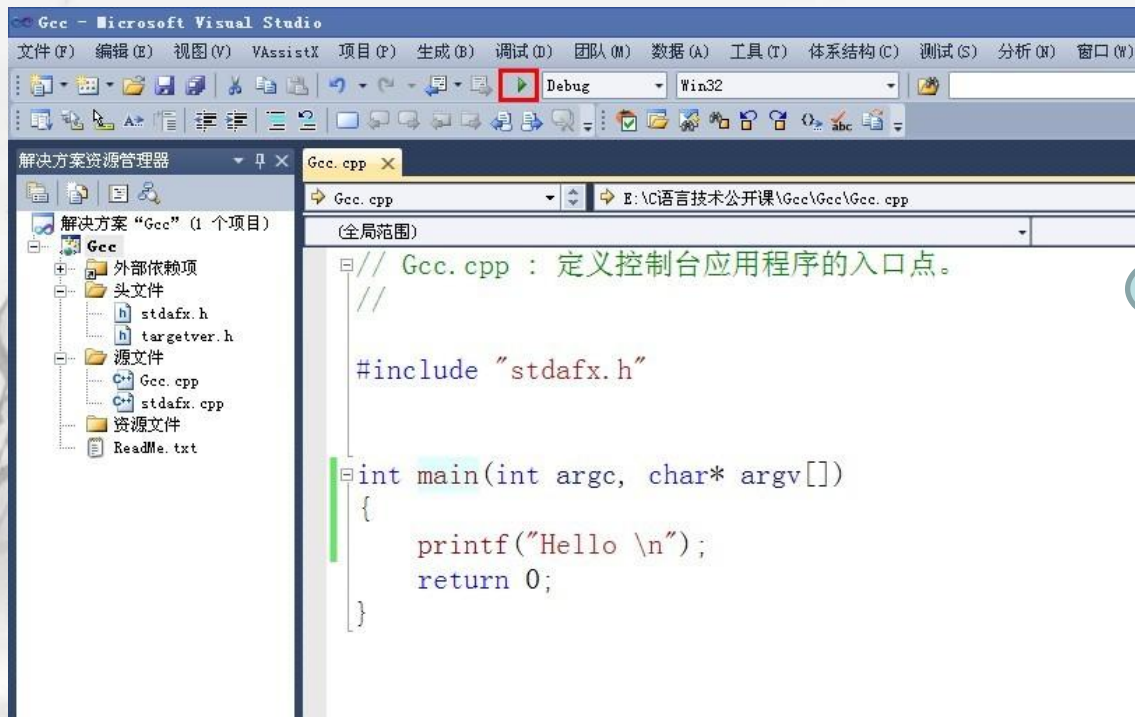 Gcc - Microsoft Visual Studio
文件(F) 编辑(E) 视图(V) VAssistX 项目(P) 生成(B) 调试(D) 团队(M) 数据(A) 工具(T) 体系结构(C) 测试(S) 分析(N) 窗口(W)
Debug Win32
解决方案资源管理器
Gcc.cpp
Gcc.cpp E:\C语言技术公开课\Gcc\Gcc\Gcc.cpp
(全局范围)
解决方案“Gcc”(1 个项目)
Gcc
外部依赖项
头文件
stdafx.h
targetver.h
源文件
Gcc.cpp
stdafx.cpp
资源文件
ReadMe.txt
// Gcc.cpp : 定义控制台应用程序的入口点。
//
#include "stdafx.h"
int main(int argc, char* argv[])
{
printf("Hello \n");
return 0;
}